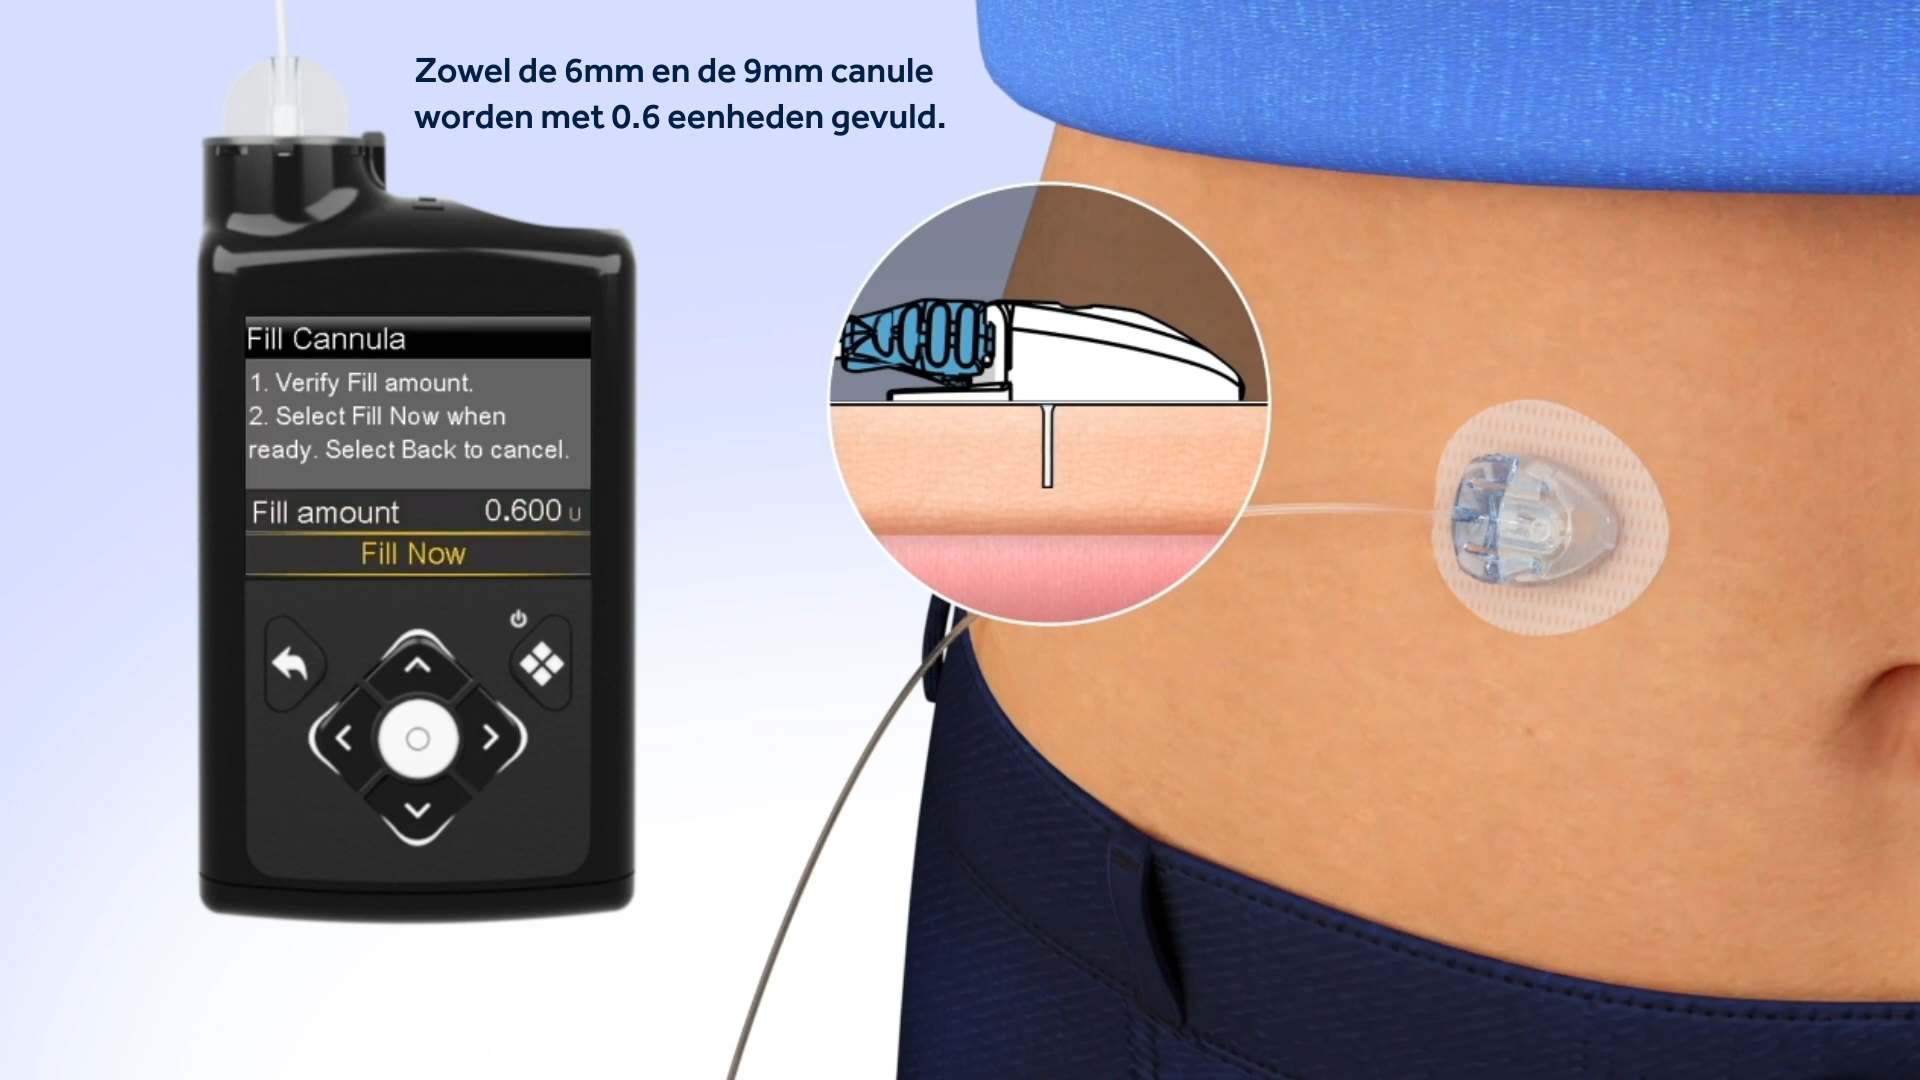 Zowel de 6mm en de 9mm canule
worden met 0.6 eenheden gevuld.
Fill Cannula
1. Verify Fill amount.
2. Select Fill Now when
ready. Select Back to cancel.
Fill amount 0.600 U
Fill Now